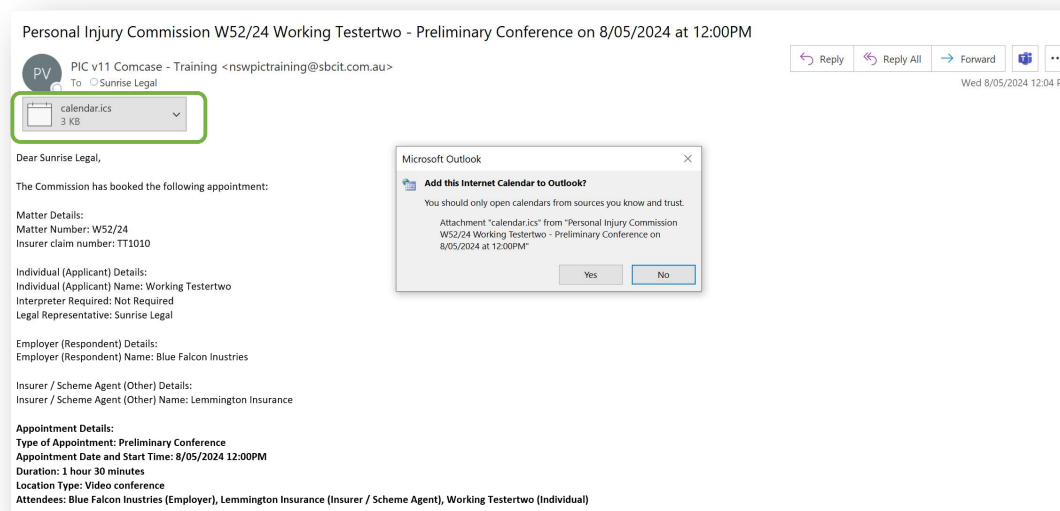 Personal Injury Commission W52/24 Working Testertwo - Preliminary Conference on 8/05/2024 at 12:00PM
PV
PIC v11 Comcase - Training <nswpictraining@sbcit.com.au>
To Sunrise Legal
Reply
Reply All
Forward
Wed 8/05/2024 12:04 P
calendar.ics
3 KB
Dear Sunrise Legal,
The Commission has booked the following appointment:
Matter Details:
Matter Number: W52/24
Insurer claim number: TT1010
Individual (Applicant) Details:
Individual (Applicant) Name: Working Testertwo
Interpreter Required: Not Required
Legal Representative: Sunrise Legal
Employer (Respondent) Details:
Employer (Respondent) Name: Blue Falcon Inustries
Insurer / Scheme Agent (Other) Details:
Insurer / Scheme Agent (Other) Name: Lemmington Insurance
Appointment Details:
Type of Appointment: Preliminary Conference
Appointment Date and Start Time: 8/05/2024 12:00PM
Duration: 1 hour 30 minutes
Location Type: Video conference
Attendees: Blue Falcon Inustries (Employer), Lemmington Insurance (Insurer / Scheme Agent), Working Testertwo (Individual)
Microsoft Outlook
Add this Internet Calendar to Outlook?
You should only open calendars from sources you know and trust.
Attachment "calendar.ics" from "Personal Injury Commission
W52/24 Working Testertwo - Preliminary Conference on
8/05/2024 at 12:00PM"
Yes
No